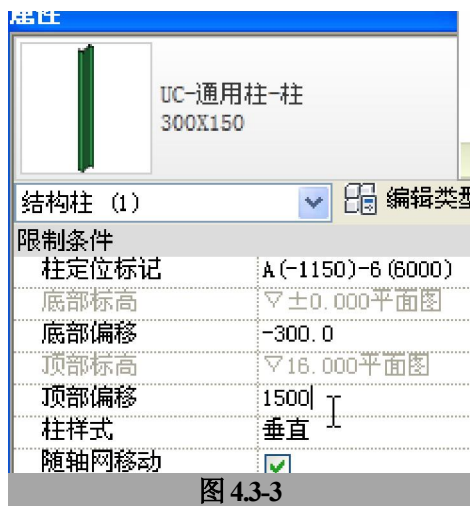 属性
UC-通用柱-柱
300X150
结构柱 (1)
编辑类型
限制条件
柱定位标记 A(-1150)-6(6000)
底部标高 ▽±0.000平面图
底部偏移 -300.0
顶部标高 ▽16.000平面图
顶部偏移 1500
柱样式 垂直
随轴网移动
图 4.3-3